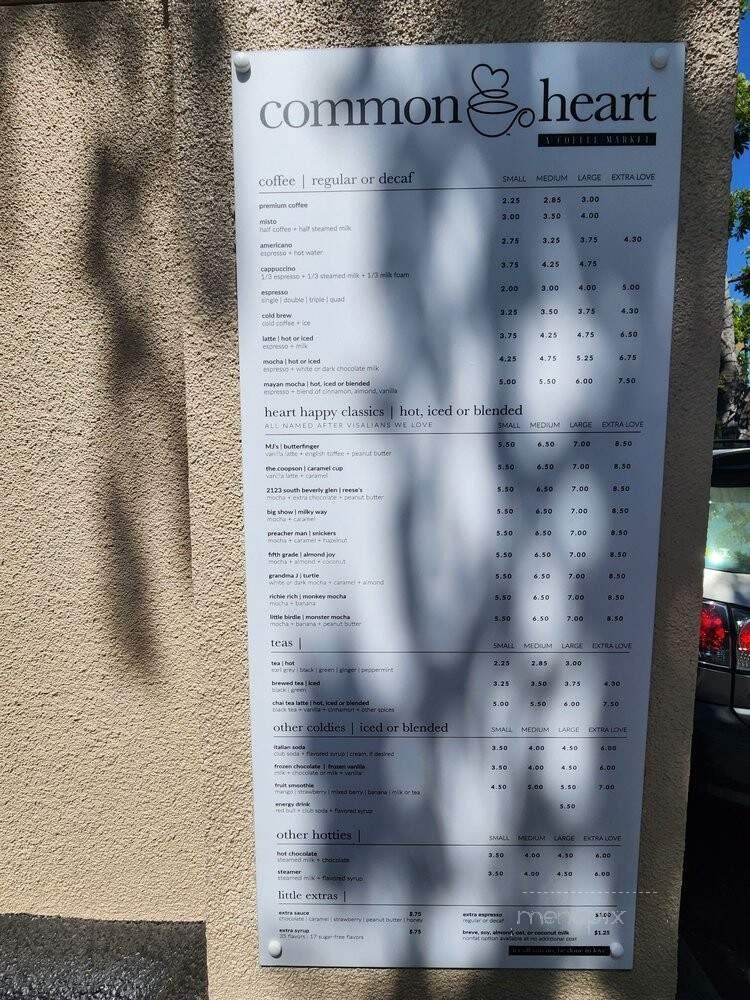 common heart
A COFFEE MARKET
coffee | regular or decaf SMALL MEDIUM LARGE EXTRA LOVE
premium coffee 2.25 2.85 3.00
misto 3.00 3.50 4.00
half coffee + half steamed milk
americano 2.75 3.25 3.75 4.30
espresso + hot water
cappuccino 3.75 4.25 4.75
1/3 espresso + 1/3 steamed milk + 1/3 milk foam
espresso 2.00 3.00 4.00 5.00
single | double | triple | quad
cold brew 3.25 3.50 3.75 4.30
cold coffee + ice
latte | hot or iced 3.75 4.25 4.75 6.50
espresso + milk
mocha | hot or iced 4.25 4.75 5.25 6.75
espresso + white or dark chocolate milk
mayan mocha | hot, iced or blended 5.00 5.50 6.00 7.50
espresso + blend of cinnamon, almond, vanilla
heart happy classics | hot, iced or blended
ALL NAMED AFTER VISALIANS WE LOVE SMALL MEDIUM LARGE EXTRA LOVE
MJ's | butterfinger 5.50 6.50 7.00 8.50
vanilla latte + english toffee + peanut butter
the coopson | caramel cup 5.50 6.50 7.00 8.50
vanilla latte + caramel
2123 south beverly glen | reese's 5.50 6.50 7.00 8.50
mocha + extra chocolate + peanut butter
big show | milky way 5.50 6.50 7.00 8.50
mocha + caramel
preacher man | snickers 5.50 6.50 7.00 8.50
mocha + caramel + hazelnut
fifth grade | almond joy 5.50 6.50 7.00 8.50
mocha + almond + coconut
grandma J | turtle 5.50 6.50 7.00 8.50
white or dark mocha + caramel + almond
richie rich | monkey mocha 5.50 6.50 7.00 8.50
mocha + banana
little birdie | monster mocha 5.50 6.50 7.00 8.50
mocha + banana + peanut butter
teas | SMALL MEDIUM LARGE EXTRA LOVE
tea | hot 2.25 2.85 3.00
earl grey | black | green | ginger | peppermint
brewed tea | iced 3.25 3.50 3.75 4.30
black | green
chai tea latte | hot, iced or blended 5.00 5.50 6.00 7.50
black tea + vanilla + cinnamon + other spices
other coldies | iced or blended SMALL MEDIUM LARGE EXTRA LOVE
italian soda 3.50 4.00 4.50 6.00
club soda + flavored syrup | cream, if desired
frozen chocolate | frozen vanilla 3.50 4.00 4.50 6.00
milk + chocolate or milk + vanilla
fruit smoothie 4.50 5.00 5.50 7.00
mango | strawberry | mixed berry | banana | milk or tea
energy drink 5.50
red bull + club soda + flavored syrup
other hotties | SMALL MEDIUM LARGE EXTRA LOVE
hot chocolate 3.50 4.00 4.50 6.00
steamed milk + chocolate
steamer 3.50 4.00 4.50 6.00
steamed milk + flavored syrup
little extras |
extra sauce $.75 extra espresso $1.00
chocolate | caramel | strawberry | peanut butter | honey regular or decaf
extra syrup $.75 breve, soy, almond, oat, or coconut milk $1.25
35 flavors | 17 sugar-free flavors nonfat option available at no additional cost
let all you do, be done in love
menupix